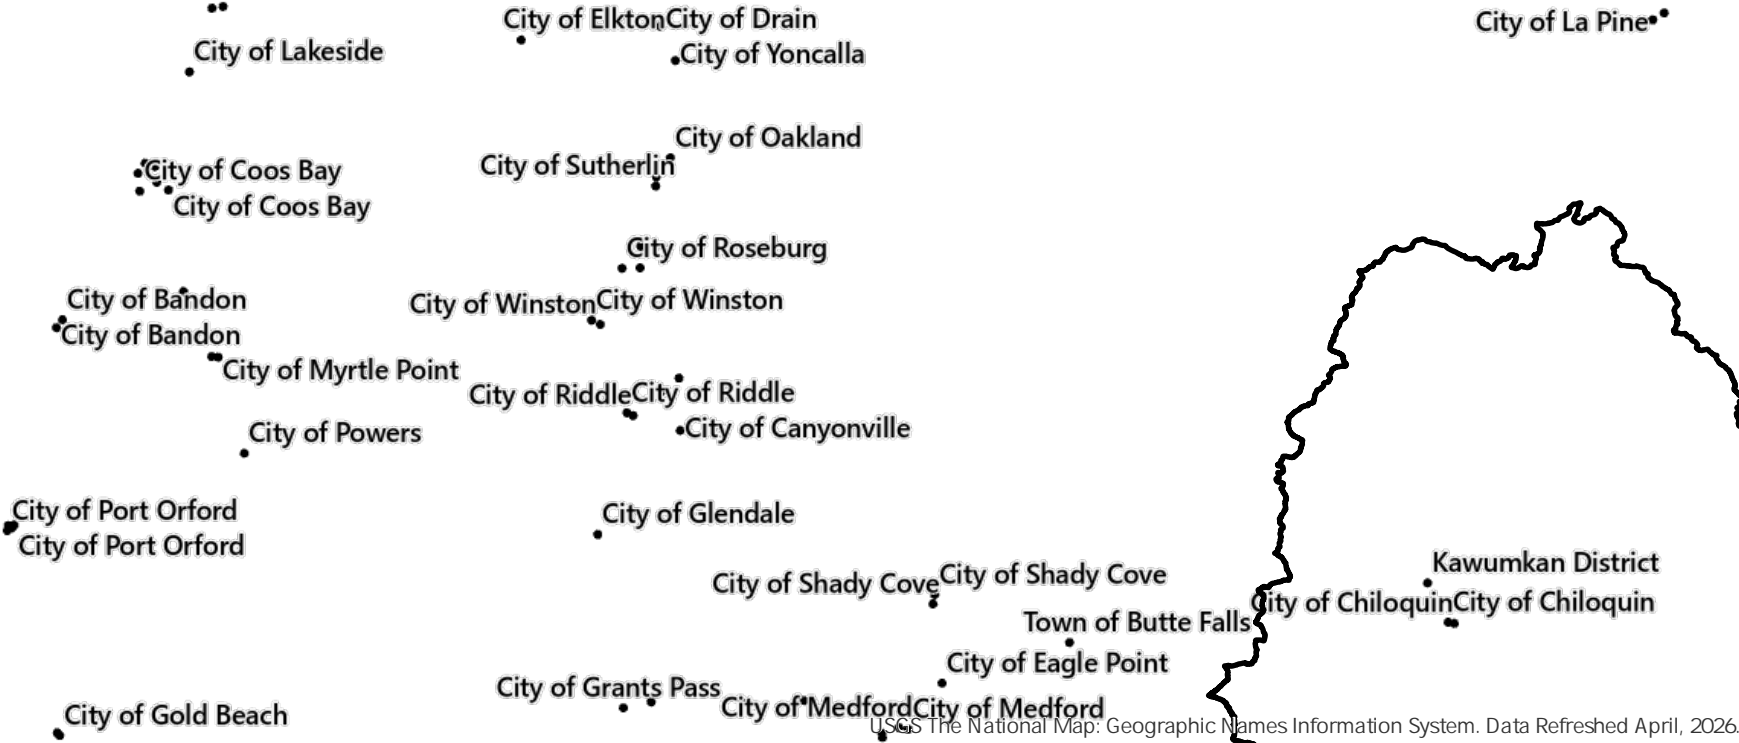 City of Elkton
City of Drain
City of La Pine
City of Lakeside
City of Yoncalla
City of Oakland
City of Sutherlin
City of Coos Bay
City of Coos Bay
City of Roseburg
City of Bandon
City of Winston
City of Winston
City of Bandon
City of Myrtle Point
City of Riddle
City of Riddle
City of Powers
City of Canyonville
City of Port Orford
City of Glendale
City of Port Orford
Kawumkan District
City of Shady Cove
City of Shady Cove
City of Chiloquin
City of Chiloquin
Town of Butte Falls
City of Eagle Point
City of Grants Pass
City of Medford
City of Medford
City of Gold Beach
USGS The National Map: Geographic Names Information System. Data Refreshed April, 2026.